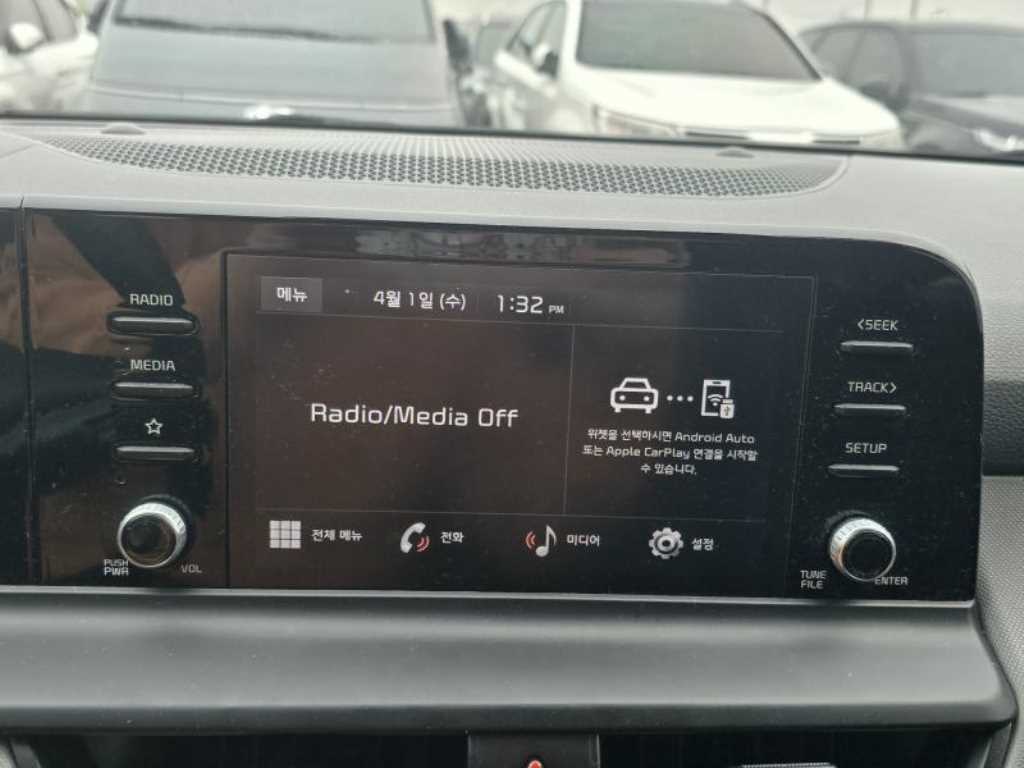 메뉴 4월 1일 (수) 1:32 PM
RADIO
MEDIA
PUSH
PWR
VOL
Radio/Media Off
위젯을 선택하시면 Android Auto
또는 Apple CarPlay 연결을 시작할
수 있습니다.
전체 메뉴 전화 미디어 설정
<SEEK
TRACK>
SETUP
TUNE
FILE
ENTER